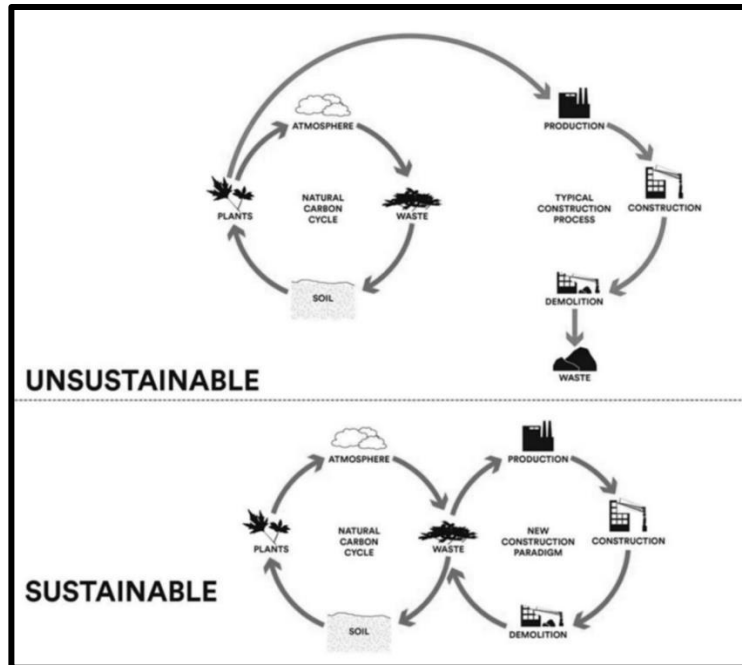 ATMOSPHERE
PRODUCTION
PLANTS
NATURAL
CARBON
CYCLE
WASTE
TYPICAL
CONSTRUCTION
PROCESS
CONSTRUCTION
SOIL
DEMOLITION
WASTE
UNSUSTAINABLE
ATMOSPHERE
PRODUCTION
PLANTS
NATURAL
CARBON
CYCLE
WASTE
NEW
CONSTRUCTION
PARADIGM
CONSTRUCTION
SUSTAINABLE
SOIL
DEMOLITION